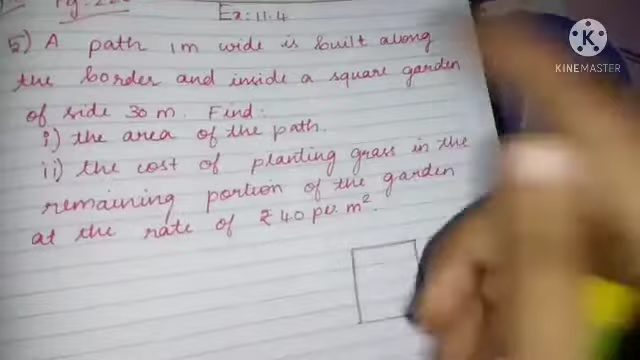 Ex: 11.4
5) A path 1m wide is built along
the border and inside a square garden
of side 30 m. Find:
i) the area of the path.
ii) the cost of planting grass in the
remaining portion of the garden
at the rate of ₹ 40 per m².
KINEMASTER